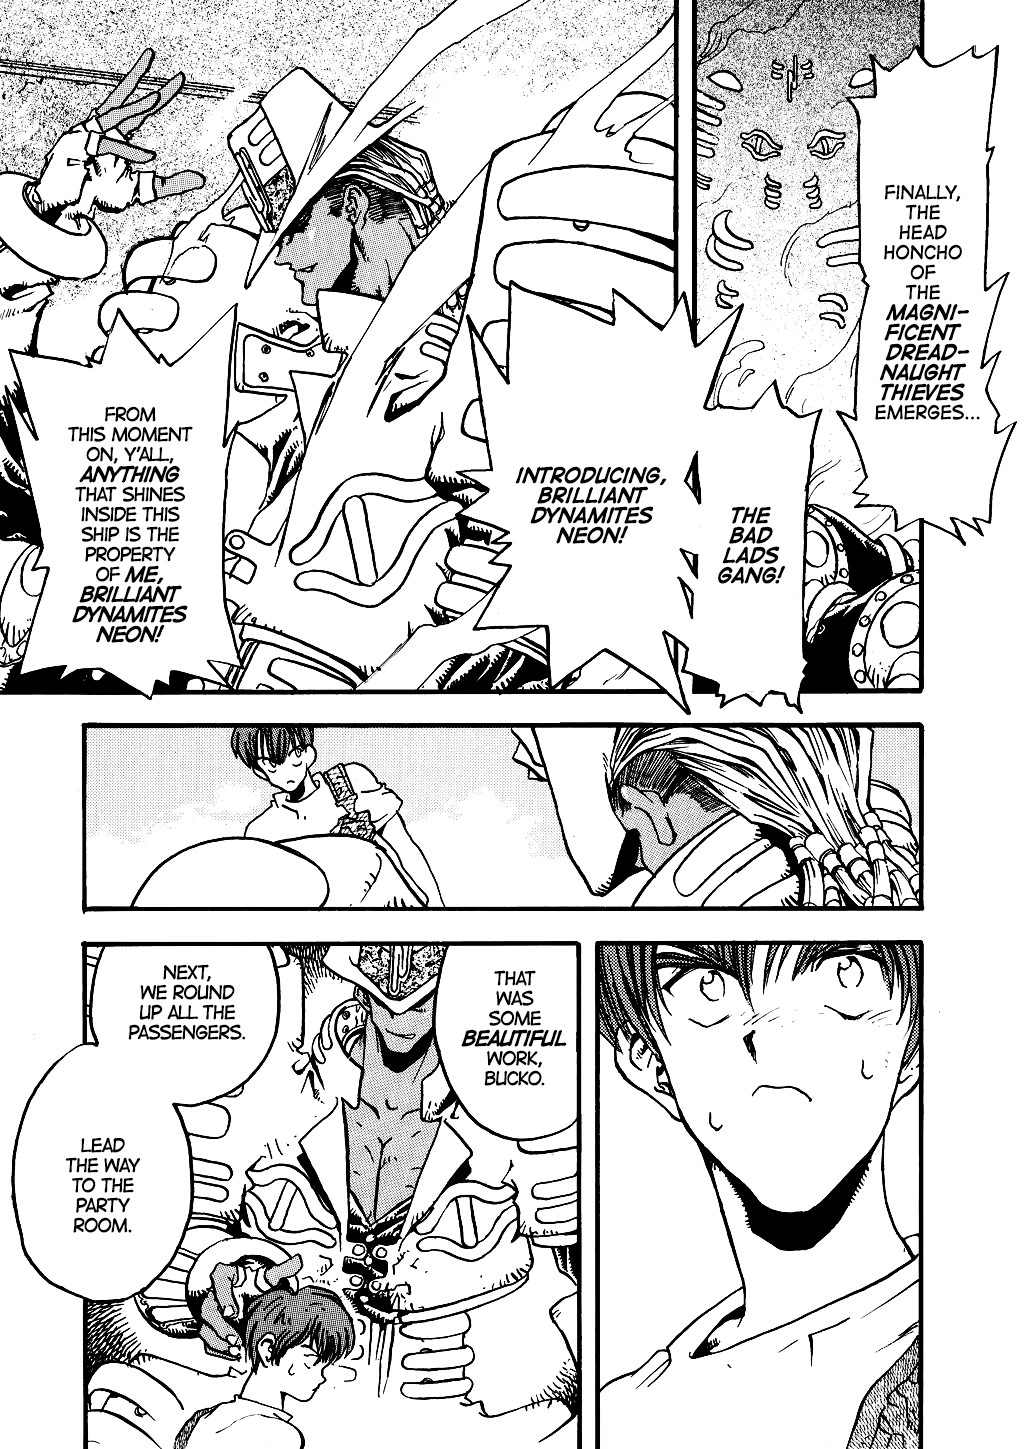 FINALLY,
THE
HEAD
HONCHO
OF
THE
MAGNI-
FICENT
DREAD-
NAUGHT
THIEVES
EMERGES...
THE
BAD
LADS
GANG!
INTRODUCING,
BRILLIANT
DYNAMITES
NEON!
FROM
THIS MOMENT
ON, Y'ALL,
ANYTHING
THAT SHINES
INSIDE THIS
SHIP IS THE
PROPERTY
OF ME,
BRILLIANT
DYNAMITES
NEON!
THAT
WAS
SOME
BEAUTIFUL
WORK,
BUCKO.
NEXT,
WE ROUND
UP ALL THE
PASSENGERS.
LEAD
THE WAY
TO THE
PARTY
ROOM.